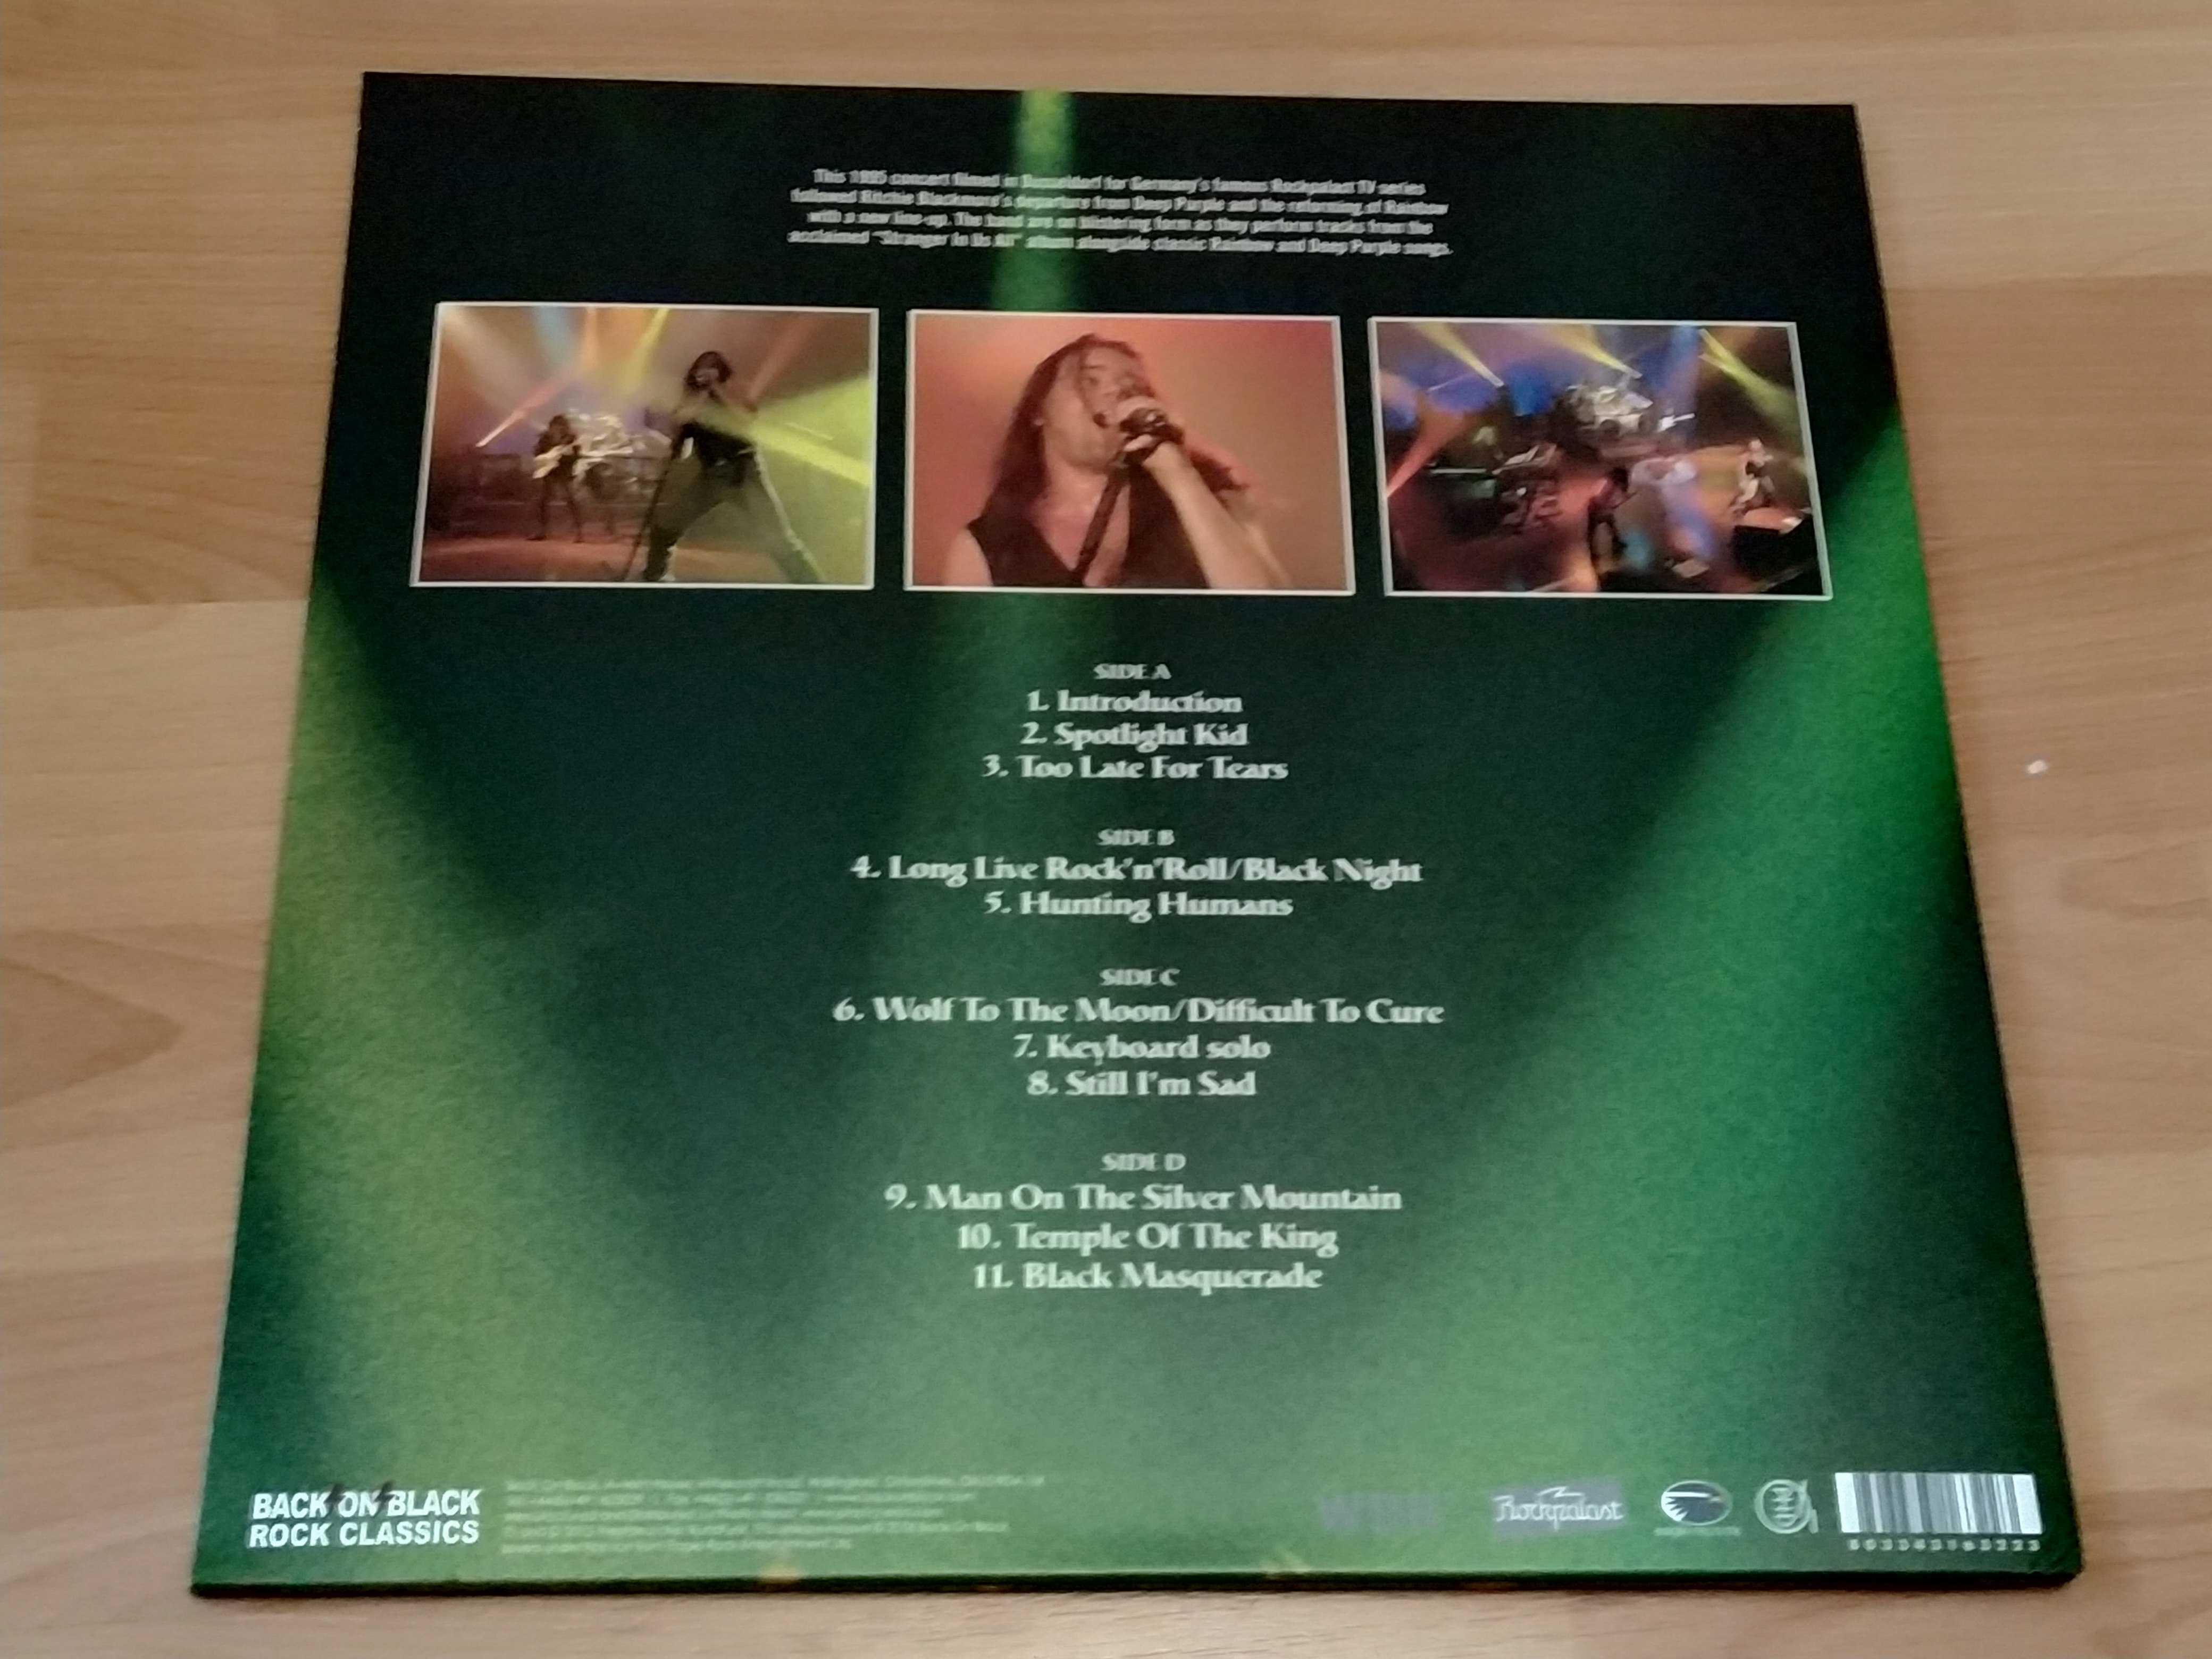 This 1995 concert filmed in Dusseldorf for Germany's famous Rockpalast TV series
followed Ritchie Blackmore's departure from Deep Purple and the reforming of Rainbow
with a new line-up. The band are on blistering form as they perform tracks from the
acclaimed "Stranger In Us All" album alongside classic Rainbow and Deep Purple songs.
SIDE A
1. Introduction
2. Spotlight Kid
3. Too Late For Tears
SIDE B
4. Long Live Rock'n'Roll/Black Night
5. Hunting Humans
SIDE C
6. Wolf To The Moon/Difficult To Cure
7. Keyboard solo
8. Still I'm Sad
SIDE D
9. Man On The Silver Mountain
10. Temple Of The King
11. Black Masquerade
BACK ON BLACK
ROCK CLASSICS
WDR
Rockpalast